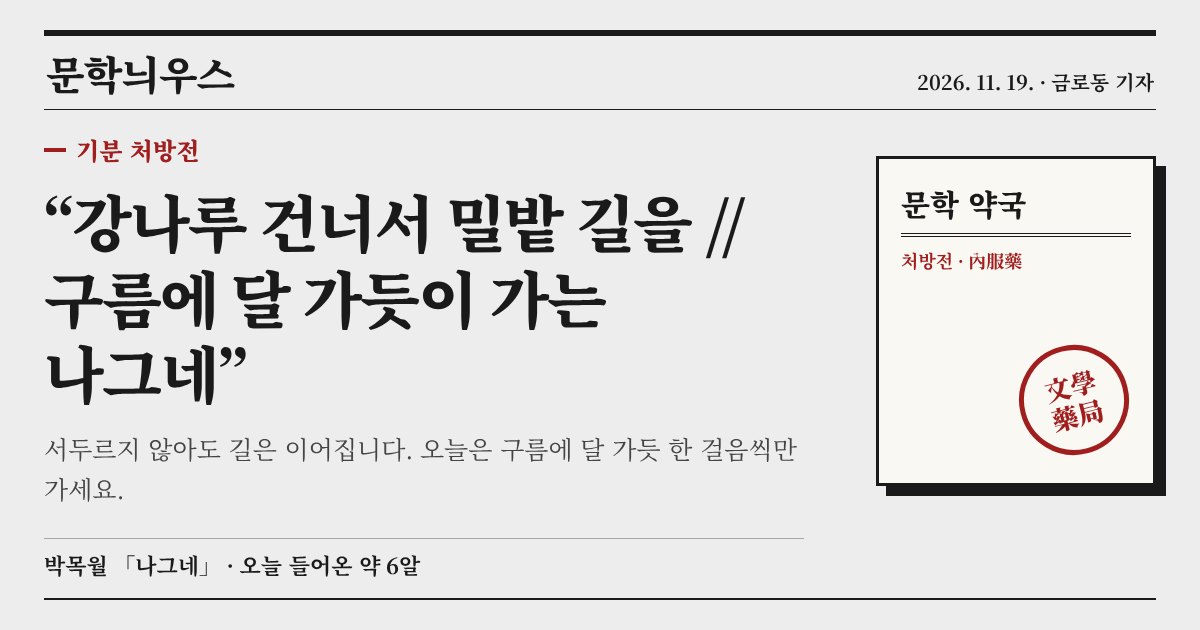 문학늬우스
2026. 11. 19. · 금로동 기자
기분 처방전
“강나루 건너서 밀밭 길을 //
구름에 달 가듯이 가는
나그네”
서두르지 않아도 길은 이어집니다. 오늘은 구름에 달 가듯 한 걸음씩만
가세요.
박목월 「나그네」 · 오늘 들어온 약 6알
문학 약국
처방전 · 內服藥
文學
藥局